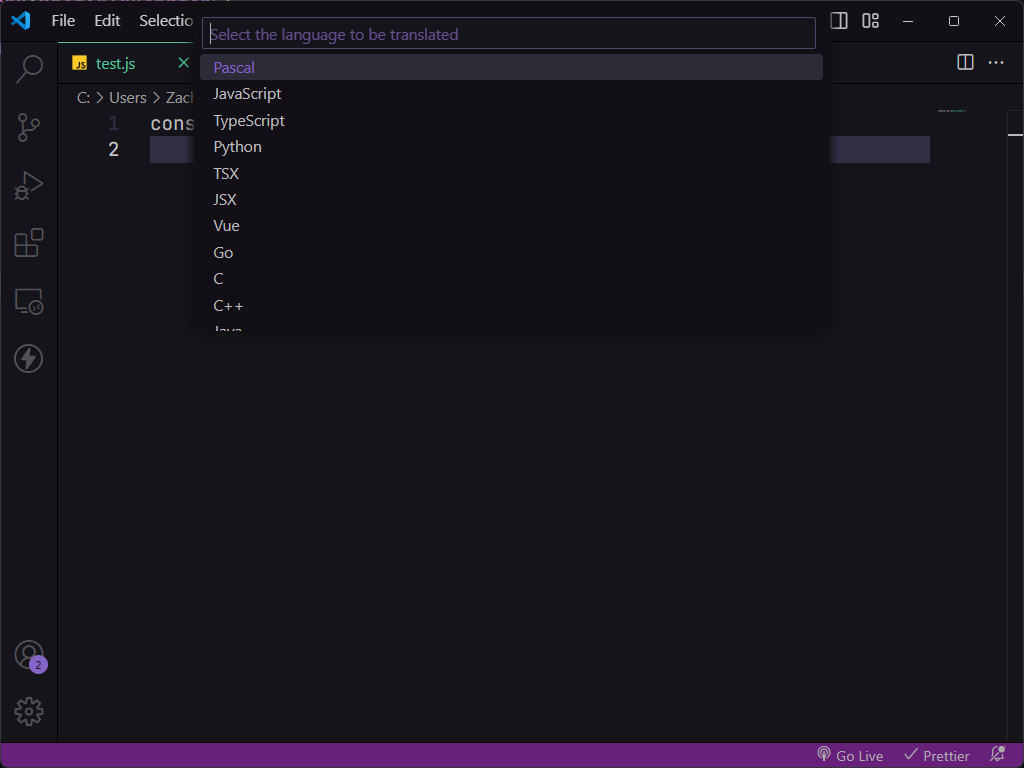 File Edit Selectio
Select the language to be translated
JS test.js
Pascal
C: > Users > Zach
JavaScript
1 cons
TypeScript
2
Python
TSX
JSX
Vue
Go
C
C++
Java
2
Go Live Prettier